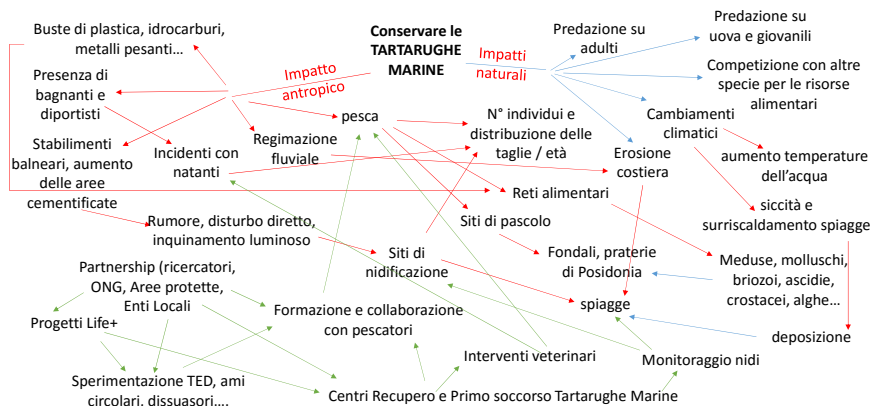 Buste di plastica, idrocarburi,
metalli pesanti…
Conservare le
TARTARUGHE
MARINE
Predazione su
adulti
Predazione su
uova e giovanili
Impatto
antropico
Impatti
naturali
Presenza di
bagnanti e
diportisti
Competizione con altre
specie per le risorse
alimentari
pesca
N° individui e
distribuzione delle
taglie / età
Cambiamenti
climatici
Stabilimenti
balneari, aumento
delle aree
cementificate
Incidenti con
natanti
Regimazione
fluviale
Erosione
costiera
aumento temperature
dell’acqua
Reti alimentari
siccità e
surriscaldamento spiagge
Rumore, disturbo diretto,
inquinamento luminoso
Siti di pascolo
Siti di
nidificazione
Fondali, praterie
di Posidonia
Meduse, molluschi,
briozoi, ascidie,
crostacei, alghe…
Partnership (ricercatori,
ONG, Aree protette,
Enti Locali
spiagge
Formazione e collaborazione
con pescatori
Progetti Life+
deposizione
Interventi veterinari
Monitoraggio nidi
Sperimentazione TED, ami
circolari, dissuasori….
Centri Recupero e Primo soccorso Tartarughe Marine